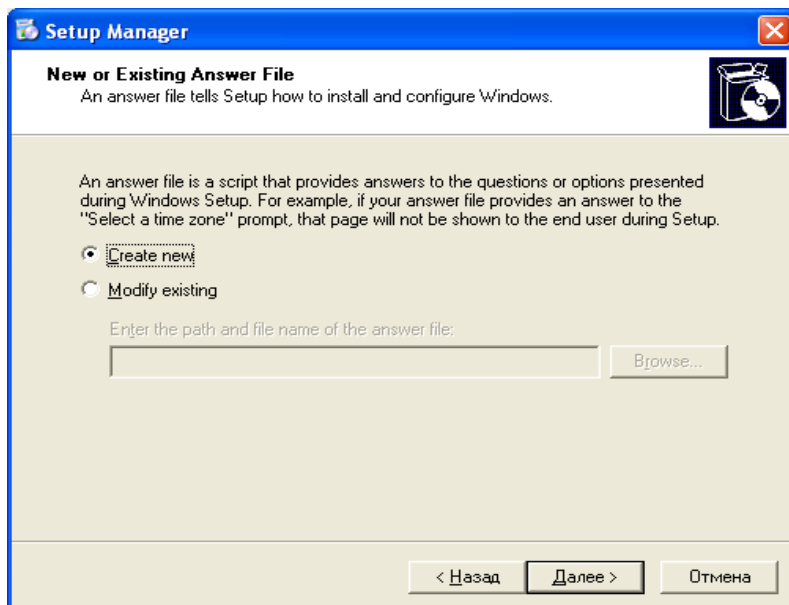 Setup Manager
New or Existing Answer File
An answer file tells Setup how to install and configure Windows.
An answer file is a script that provides answers to the questions or options presented
during Windows Setup. For example, if your answer file provides an answer to the
"Select a time zone" prompt, that page will not be shown to the end user during Setup.
Create new
Modify existing
Enter the path and file name of the answer file:
Browse...
< Назад Далее > Отмена